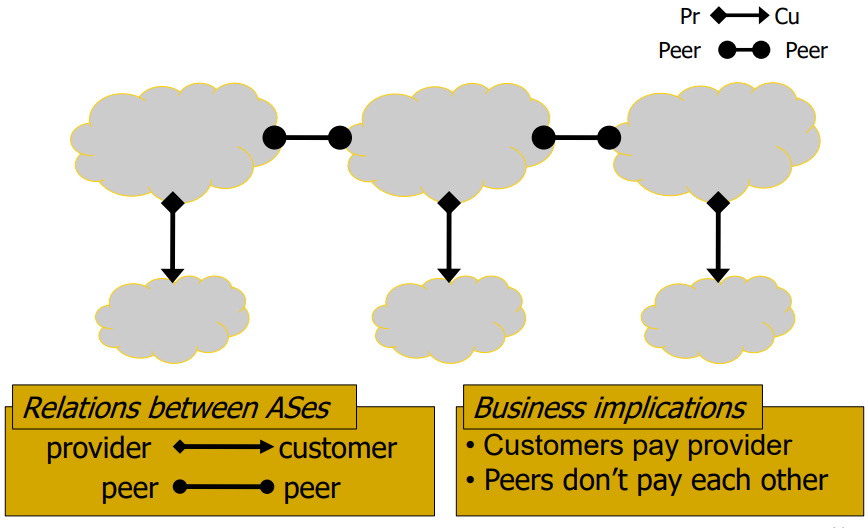 Pr Cu
Peer Peer
Relations between ASes
provider customer
peer peer
Business implications
• Customers pay provider
• Peers don't pay each other